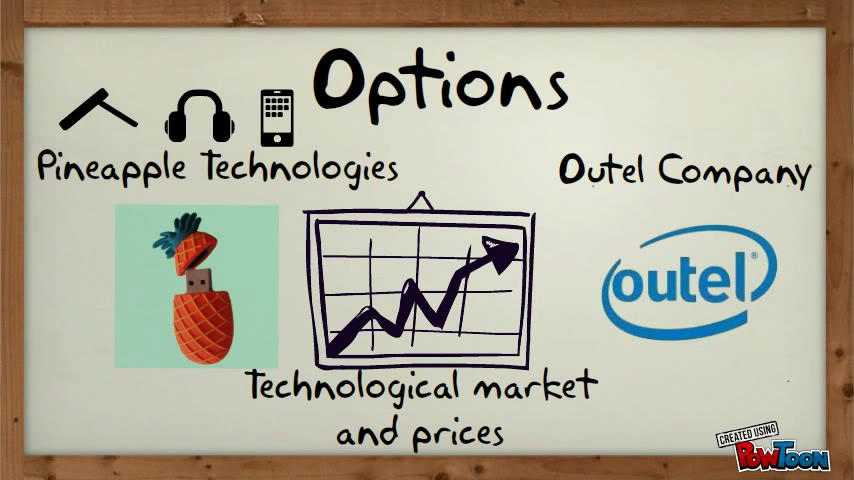 Options
Pineapple Technologies
Outel Company
outel®
Technological market
and prices
CREATED USING
POWTOON